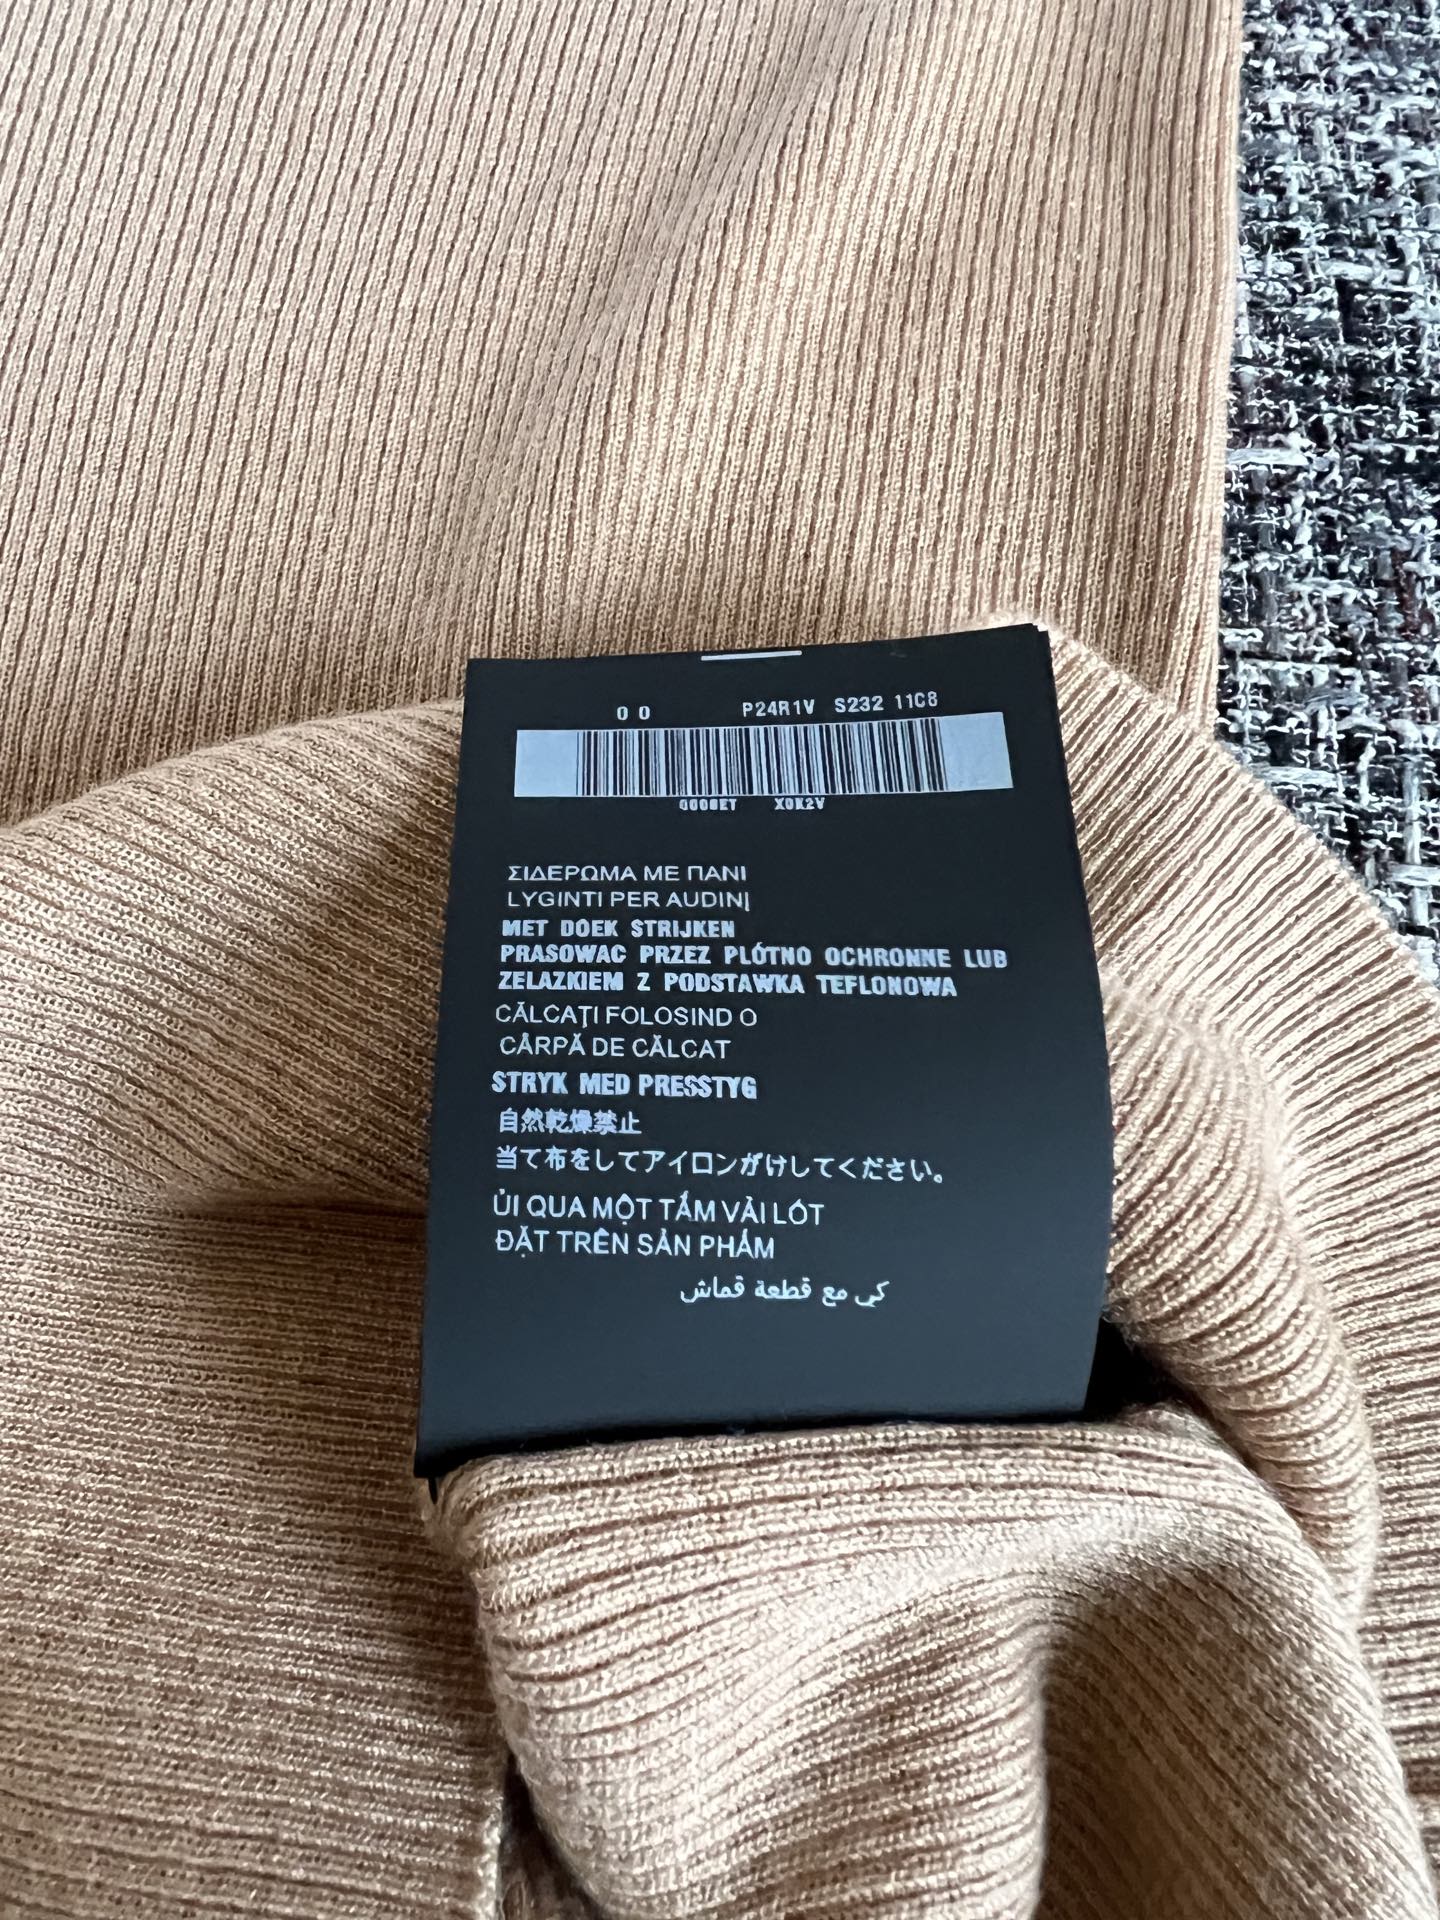 0 0 P24R1V S232 11C8
0000ET X0K2V
ΣΙΔΕΡΩΜΑ ΜΕ ΠΑΝΙ
LYGINTI PER AUDINĮ
MET DOEK STRIJKEN
PRASOWAC PRZEZ PLÓTNO OCHRONNE LUB
ZELAZKIEM Z PODSTAWKA TEFLONOWA
CĂLCAŢI FOLOSIND O
CÂRPĂ DE CĂLCAT
STRYK MED PRESSTYG
自然乾燥禁止
当て布をしてアイロンがけしてください。
ỦI QUA MỘT TẤM VẢI LÓT
ĐẶT TRÊN SẢN PHẨM
كي مع قطعة قماش